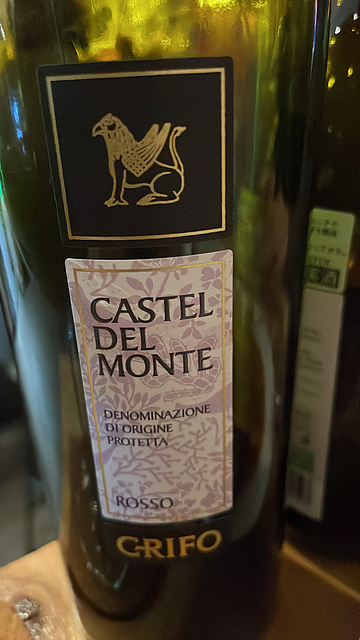 CASTEL
DEL
MONTE
DENOMINAZIONE
DI ORIGINE
PROTETTA
ROSSO
GRIFO